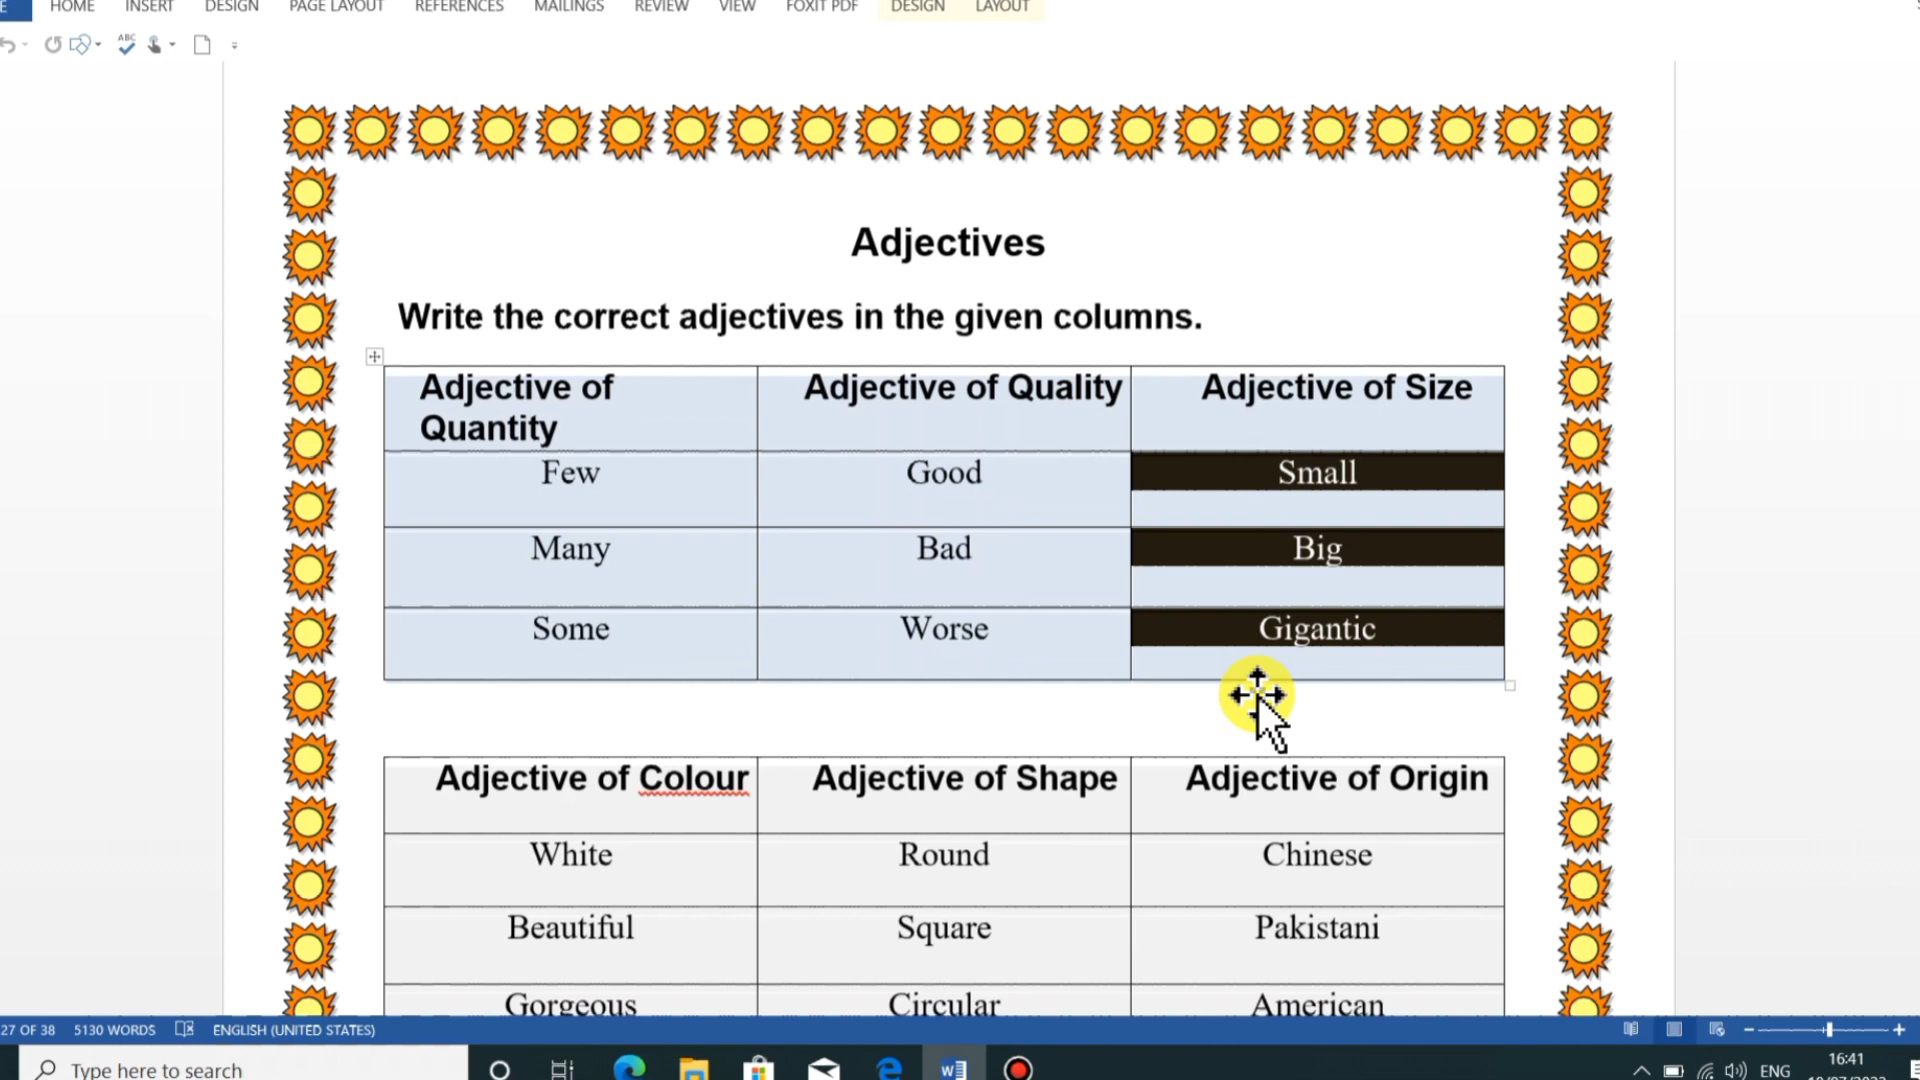 HOME INSERT DESIGN PAGE LAYOUT REFERENCES MAILINGS REVIEW VIEW FOXIT PDF DESIGN LAYOUT
ABC
Adjectives
Write the correct adjectives in the given columns.
Adjective of Quantity Adjective of Quality Adjective of Size
Few Good Small
Many Bad Big
Some Worse Gigantic
Adjective of Colour Adjective of Shape Adjective of Origin
White Round Chinese
Beautiful Square Pakistani
Gorgeous Circular American
27 OF 38 5130 WORDS ENGLISH (UNITED STATES)
Type here to search ENG 16:41